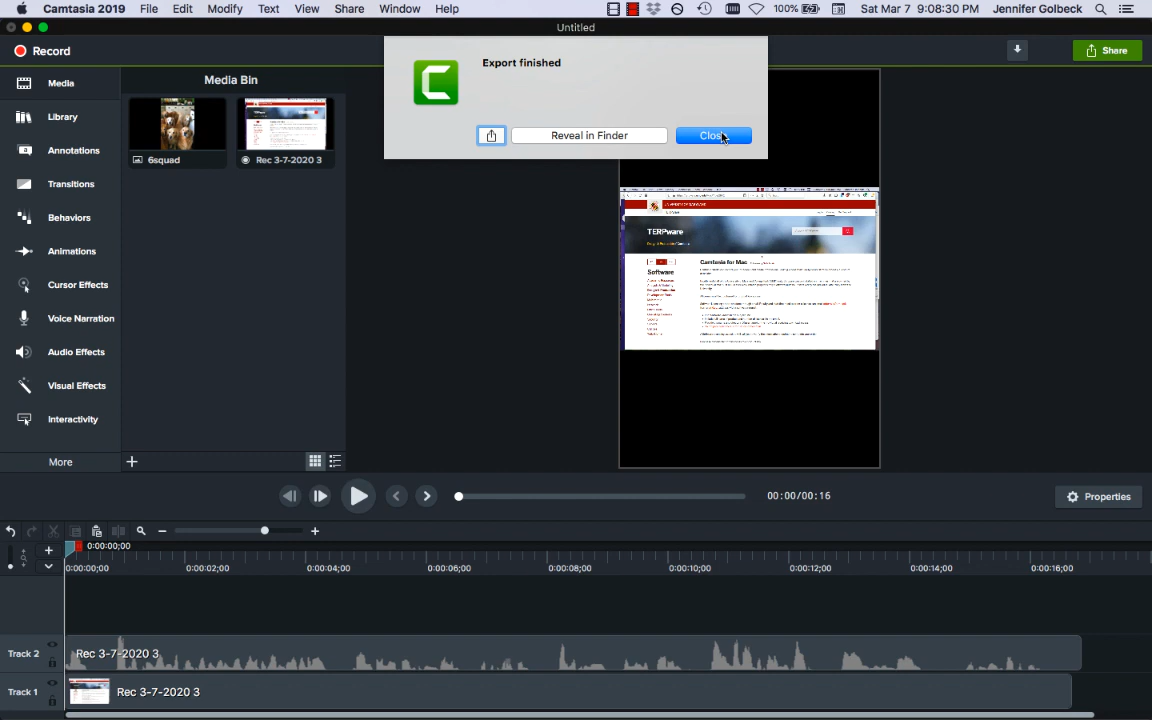 Camtasia 2019 File Edit Modify Text View Share Window Help 100% Sat Mar 7 9:08:30 PM Jennifer Golbeck
Untitled
Record
Share
Export finished
Reveal in Finder
Media
Library
Annotations
Transitions
Behaviors
Animations
Cursor Effects
Voice Narration
Audio Effects
Visual Effects
Interactivity
More
Media Bin
6squad
Rec 3-7-2020 3
TERPware
Software
Camtasia for Mac
00:00/00:16
Properties
0:00:00;00
0:00:00;00 0:00:02;00 0:00:04;00 0:00:06;00 0:00:08;00 0:00:10;00 0:00:12;00 0:00:14;00 0:00:16;00
Track 2 Rec 3-7-2020 3
Track 1 Rec 3-7-2020 3